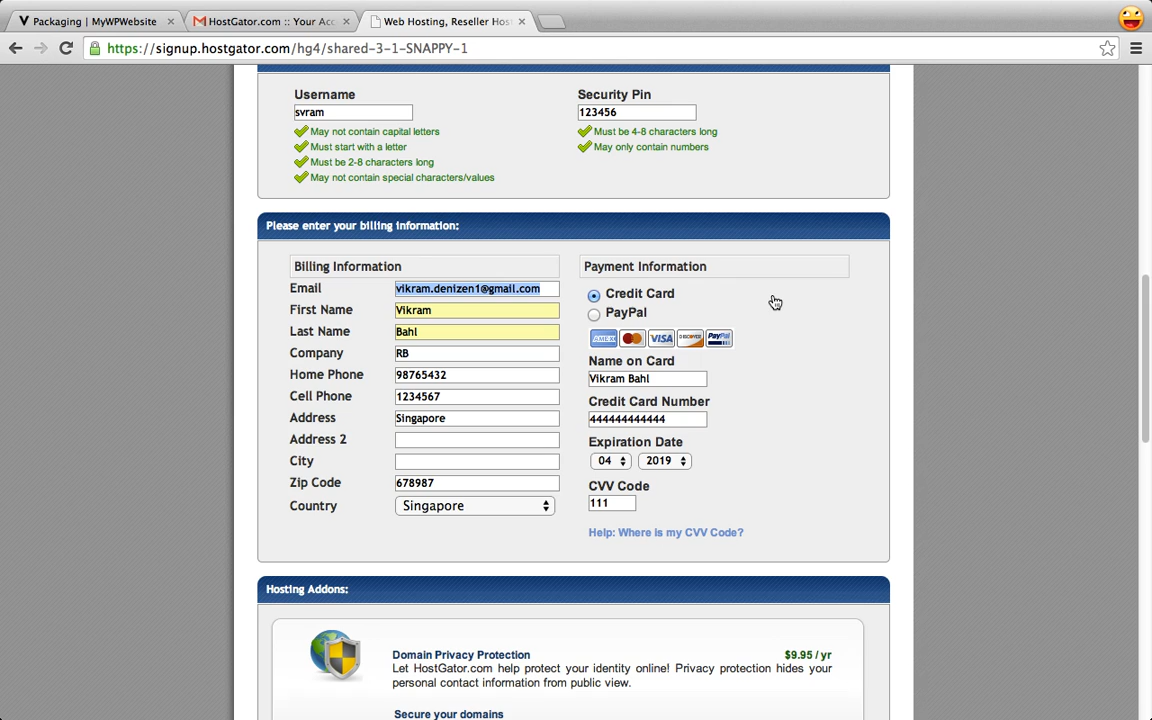 Packaging | MyWPWebsite
HostGator.com :: Your Acc
Web Hosting, Reseller Host
https://signup.hostgator.com/hg4/shared-3-1-SNAPPY-1
Username
svram
May not contain capital letters
Must start with a letter
Must be 2-8 characters long
May not contain special characters/values
Security Pin
123456
Must be 4-8 characters long
May only contain numbers
Please enter your billing information:
Billing Information
Email vikram.denizen1@gmail.com
First Name Vikram
Last Name Bahl
Company RB
Home Phone 98765432
Cell Phone 1234567
Address Singapore
Address 2
City
Zip Code 678987
Country Singapore
Payment Information
Credit Card
PayPal
AMEX VISA DISCOVER PayPal
Name on Card
Vikram Bahl
Credit Card Number
444444444444
Expiration Date
04 2019
CVV Code
111
Help: Where is my CVV Code?
Hosting Addons:
Domain Privacy Protection $9.95 / yr
Let HostGator.com help protect your identity online! Privacy protection hides your
personal contact information from public view.
Secure your domains